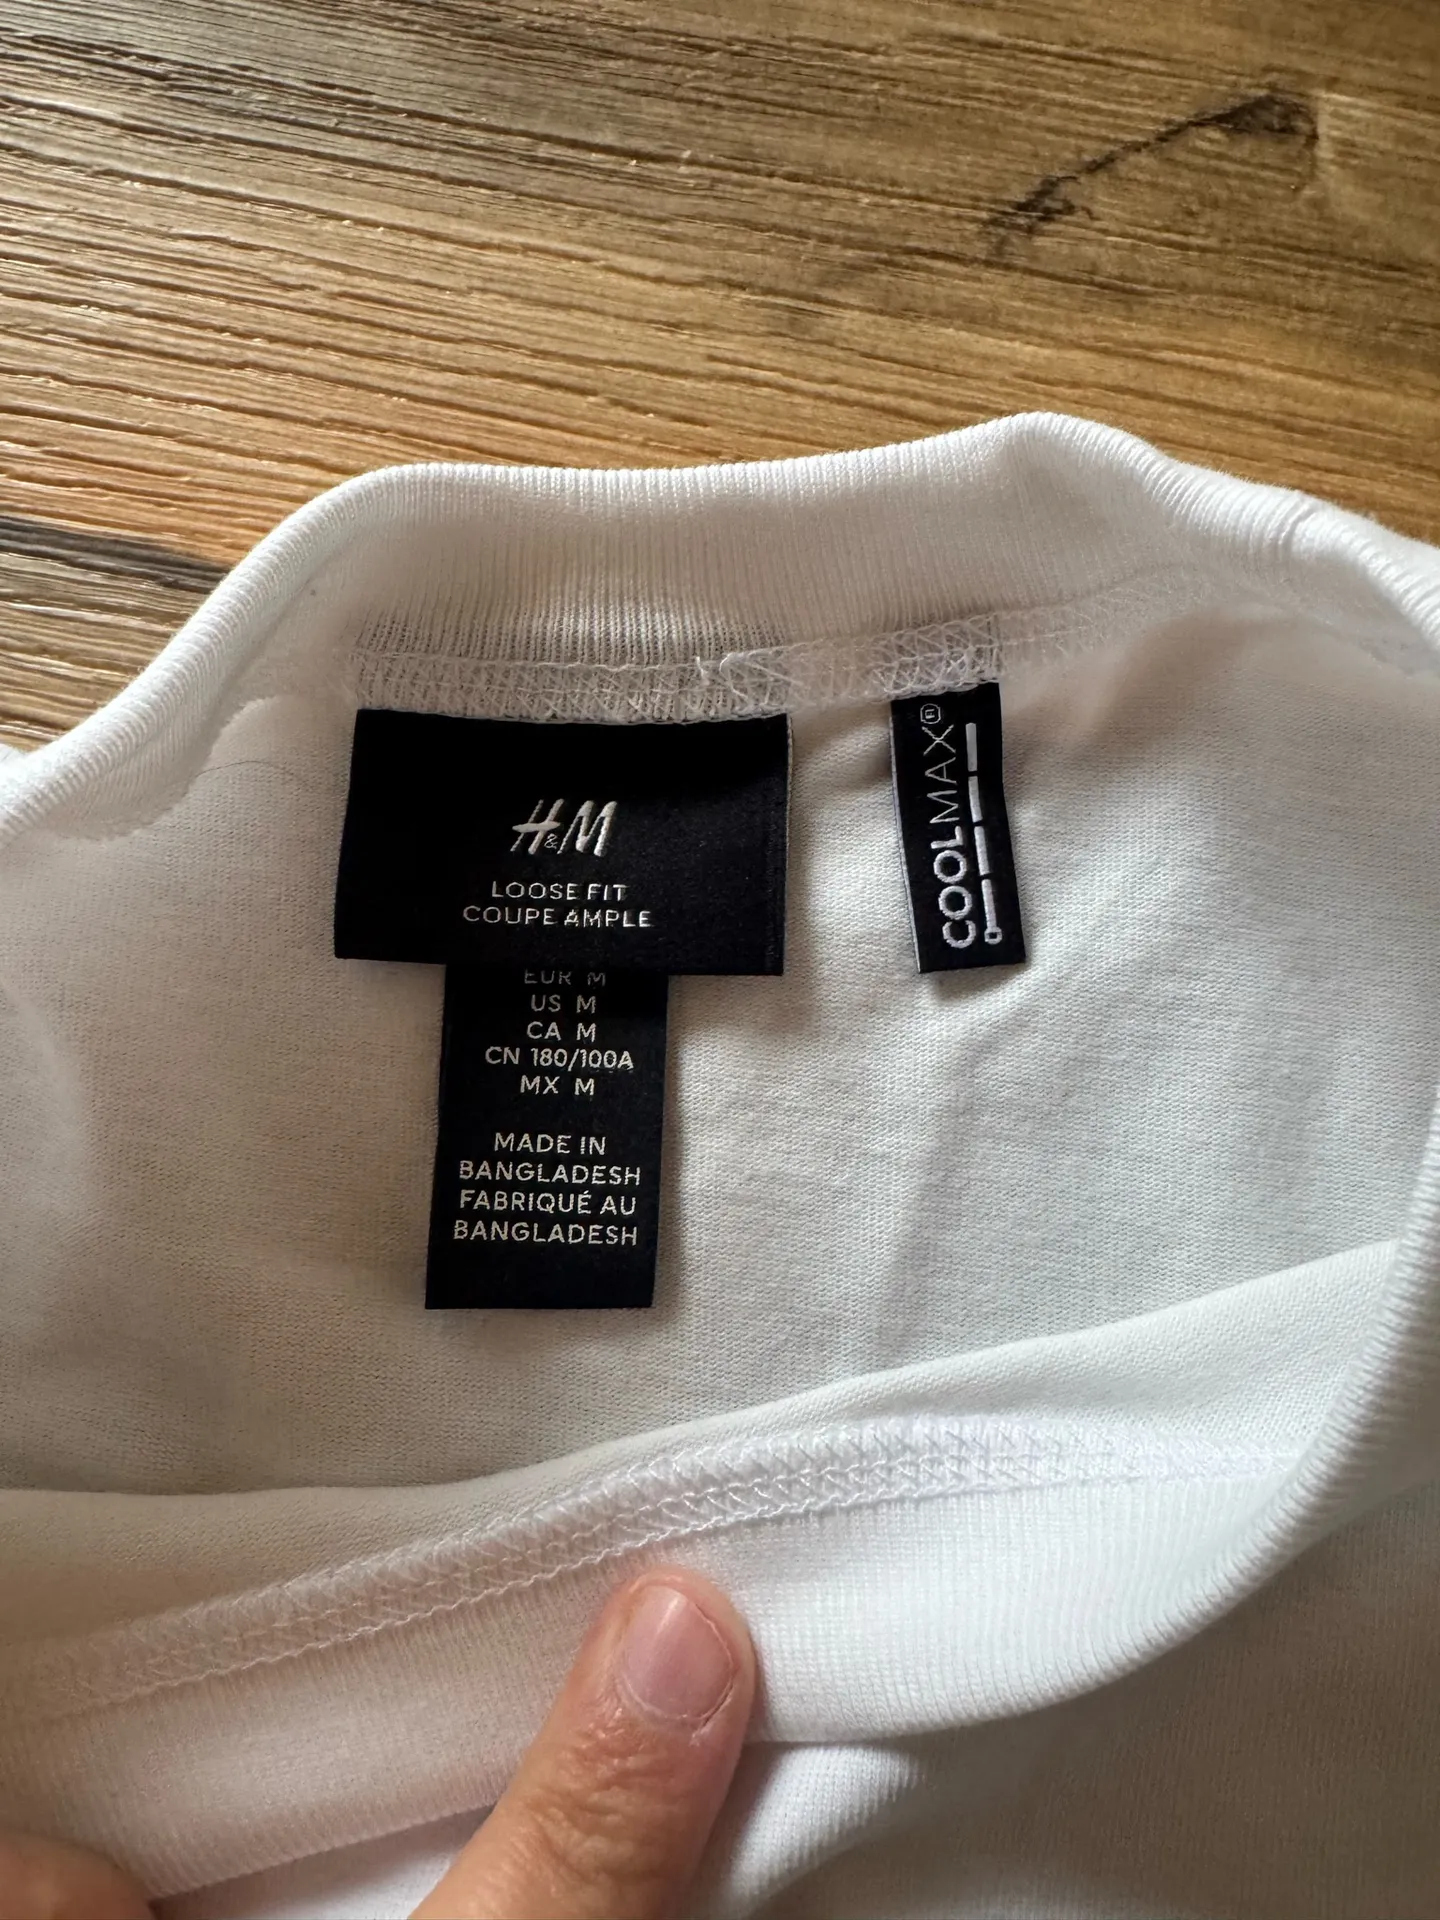 H&M
LOOSE FIT
COUPE AMPLE
EUR M
US M
CA M
CN 180/100A
MX M
MADE IN
BANGLADESH
FABRIQUÉ AU
BANGLADESH
COOLMAX®